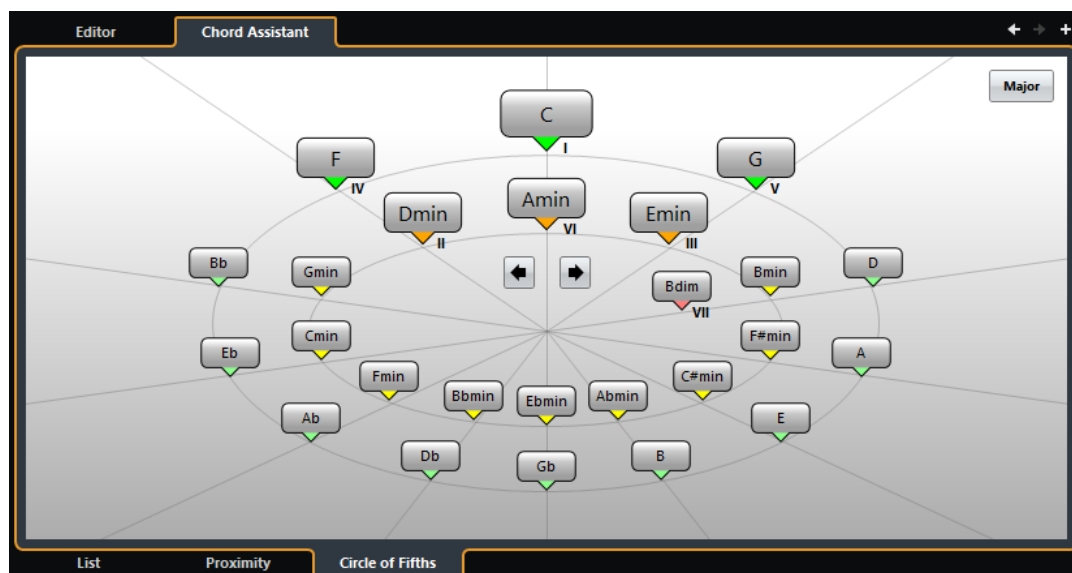 Editor Chord Assistant
Major
C
I
F G
IV V
Amin
Dmin Emin
VI
II III
Bb Gmin Bmin D
Bdim
VII
Cmin F#min
Eb A
Fmin C#min
Bbmin Ebmin Abmin
Ab E
Db B
Gb
List Proximity Circle of Fifths